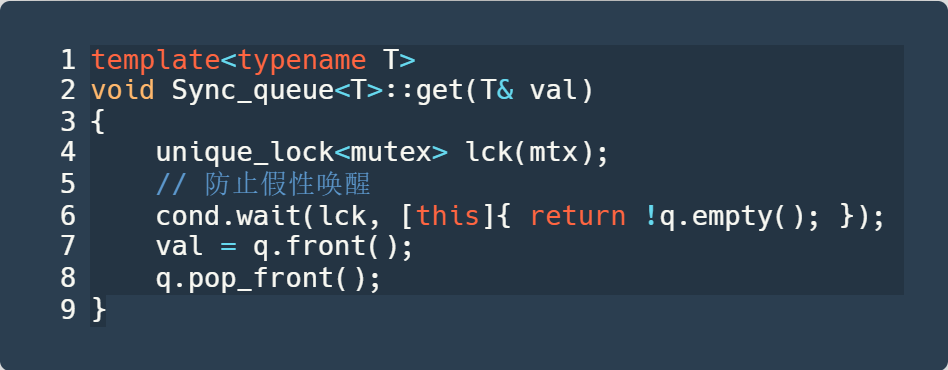 1 template<typename T>
2 void Sync_queue<T>::get(T& val)
3 {
4     unique_lock<mutex> lck(mtx);
5     // 防止假性唤醒
6     cond.wait(lck, [this]{ return !q.empty(); });
7     val = q.front();
8     q.pop_front();
9 }